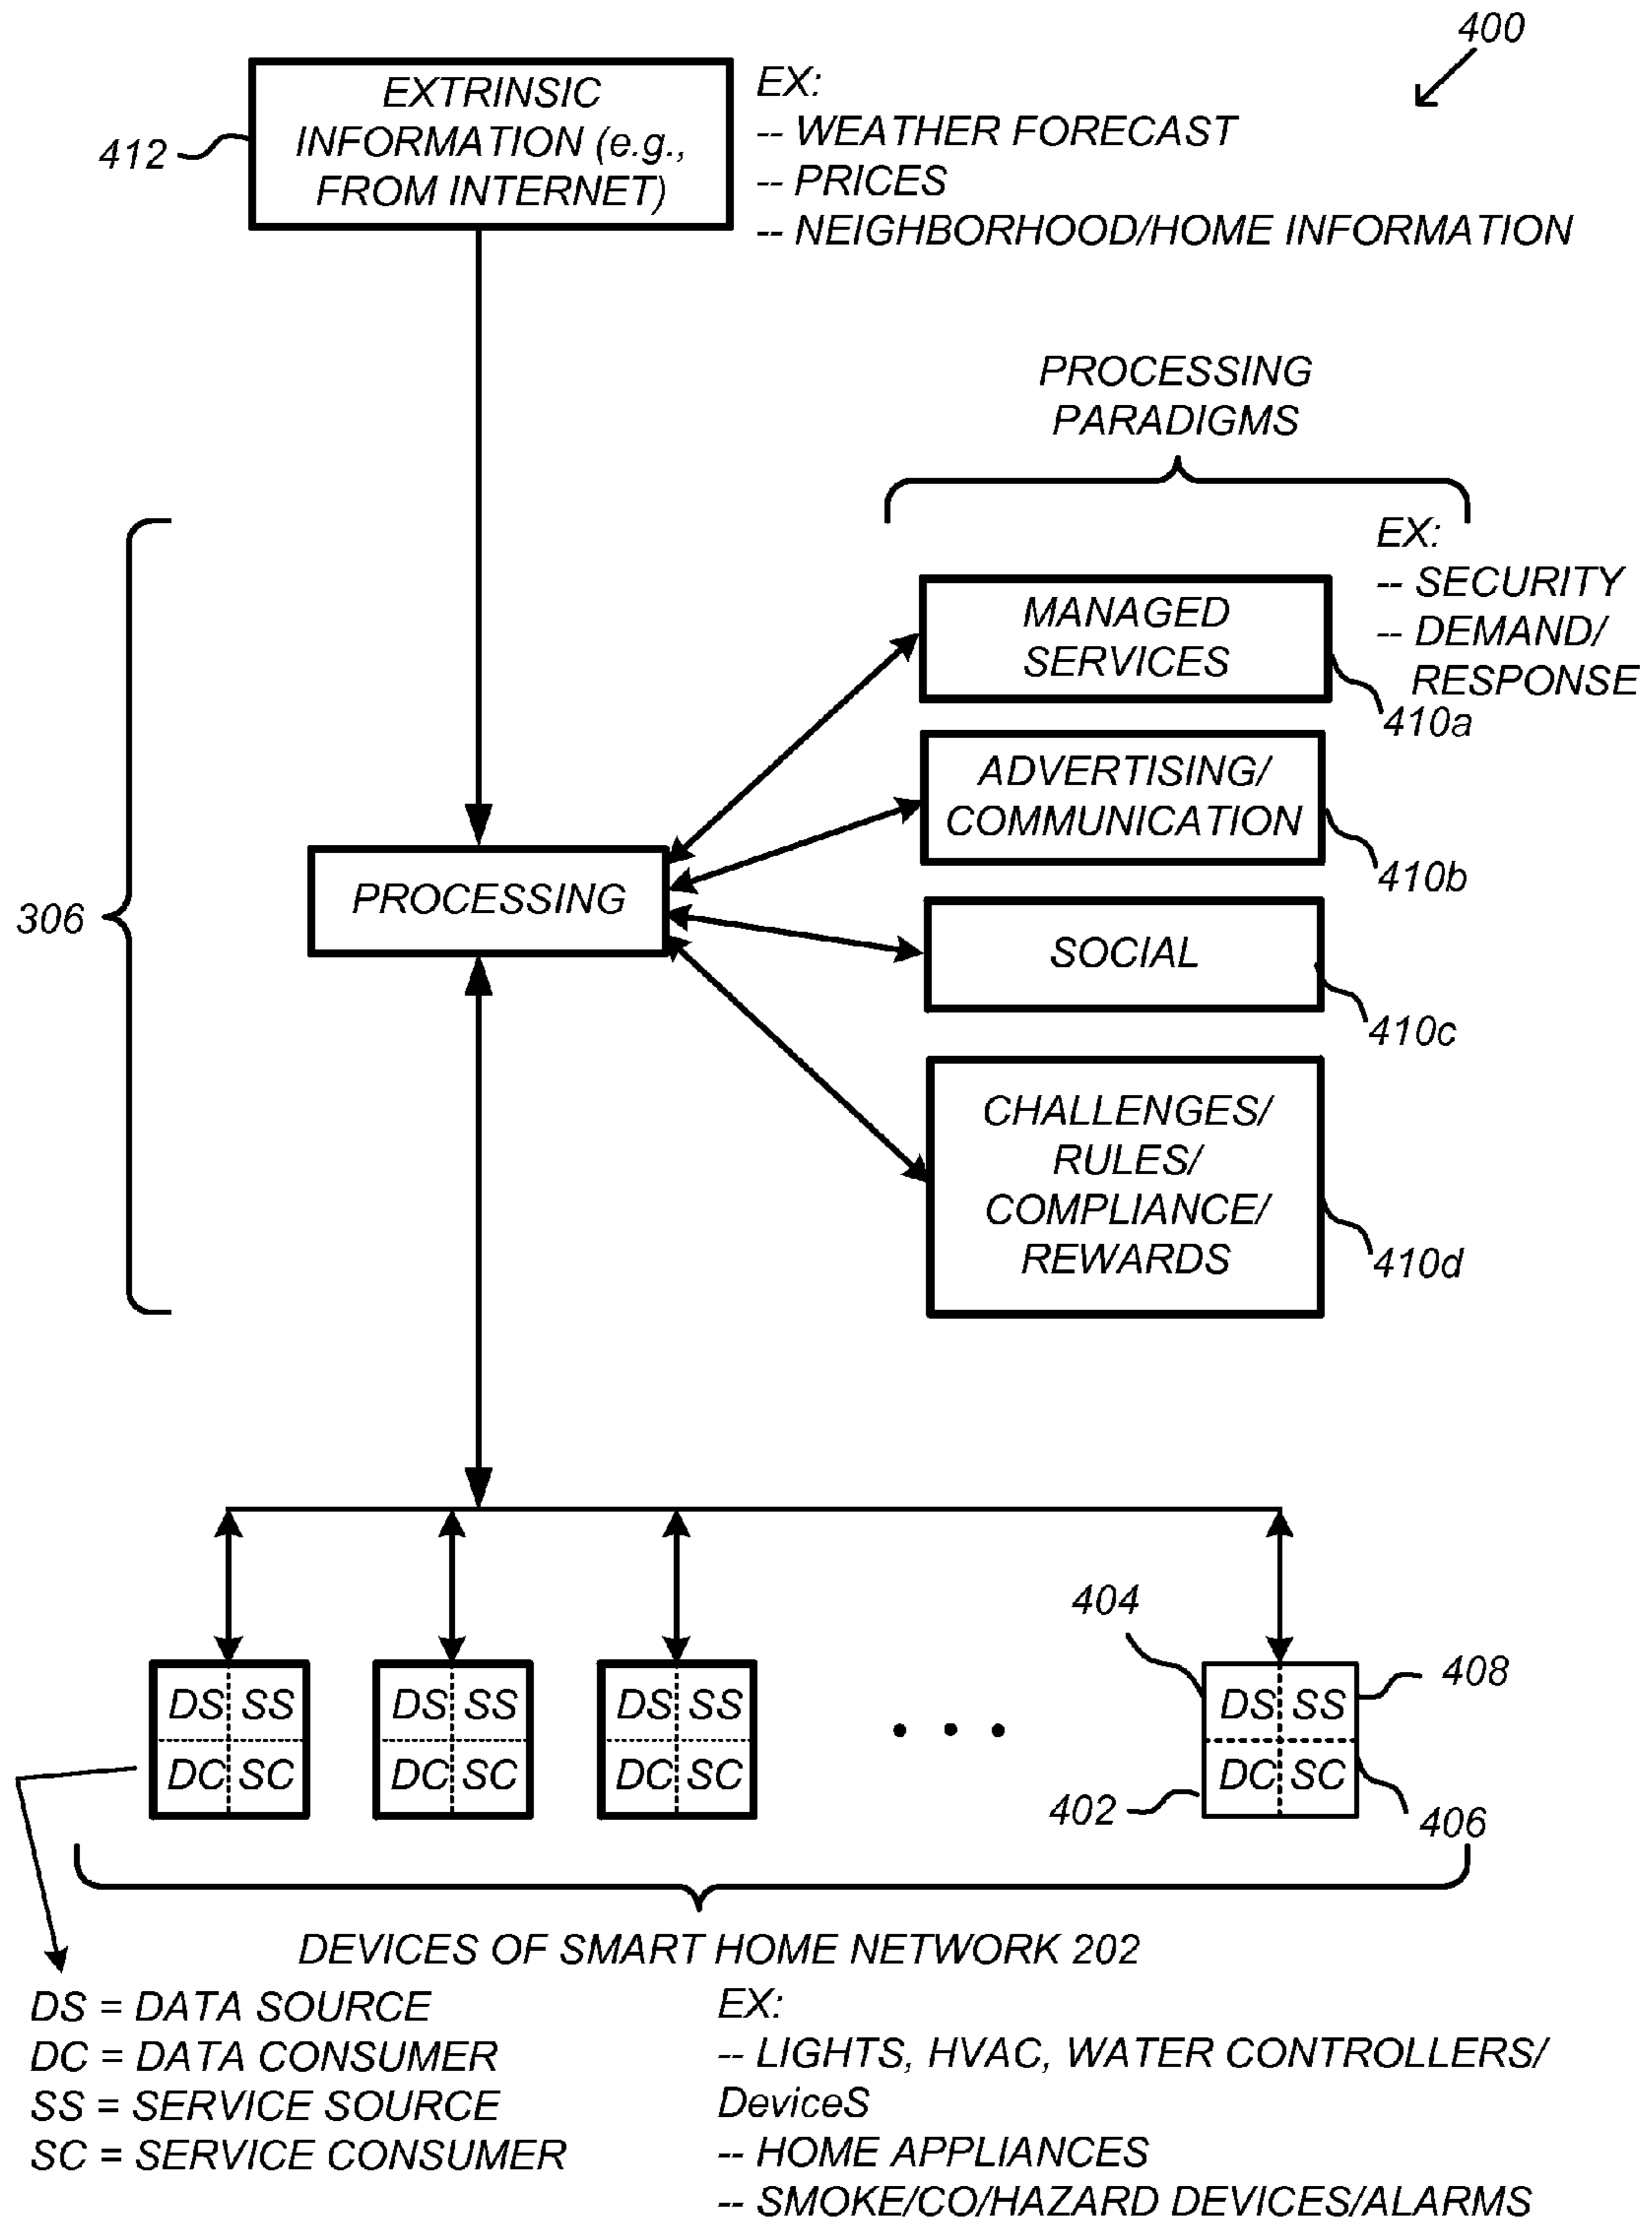 400
EXTRINSIC
INFORMATION (e.g.,
FROM INTERNET)
412
EX:
-- WEATHER FORECAST
-- PRICES
-- NEIGHBORHOOD/HOME INFORMATION
PROCESSING
PARADIGMS
EX:
-- SECURITY
-- DEMAND/
RESPONSE
MANAGED
SERVICES
410a
ADVERTISING/
COMMUNICATION
410b
PROCESSING
306
SOCIAL
410c
CHALLENGES/
RULES/
COMPLIANCE/
REWARDS
410d
404
408
DS SS
DC SC
DS SS
DC SC
DS SS
DC SC
. . .
DS SS
DC SC
402
406
DEVICES OF SMART HOME NETWORK 202
DS = DATA SOURCE
DC = DATA CONSUMER
SS = SERVICE SOURCE
SC = SERVICE CONSUMER
EX:
-- LIGHTS, HVAC, WATER CONTROLLERS/
DeviceS
-- HOME APPLIANCES
-- SMOKE/CO/HAZARD DEVICES/ALARMS